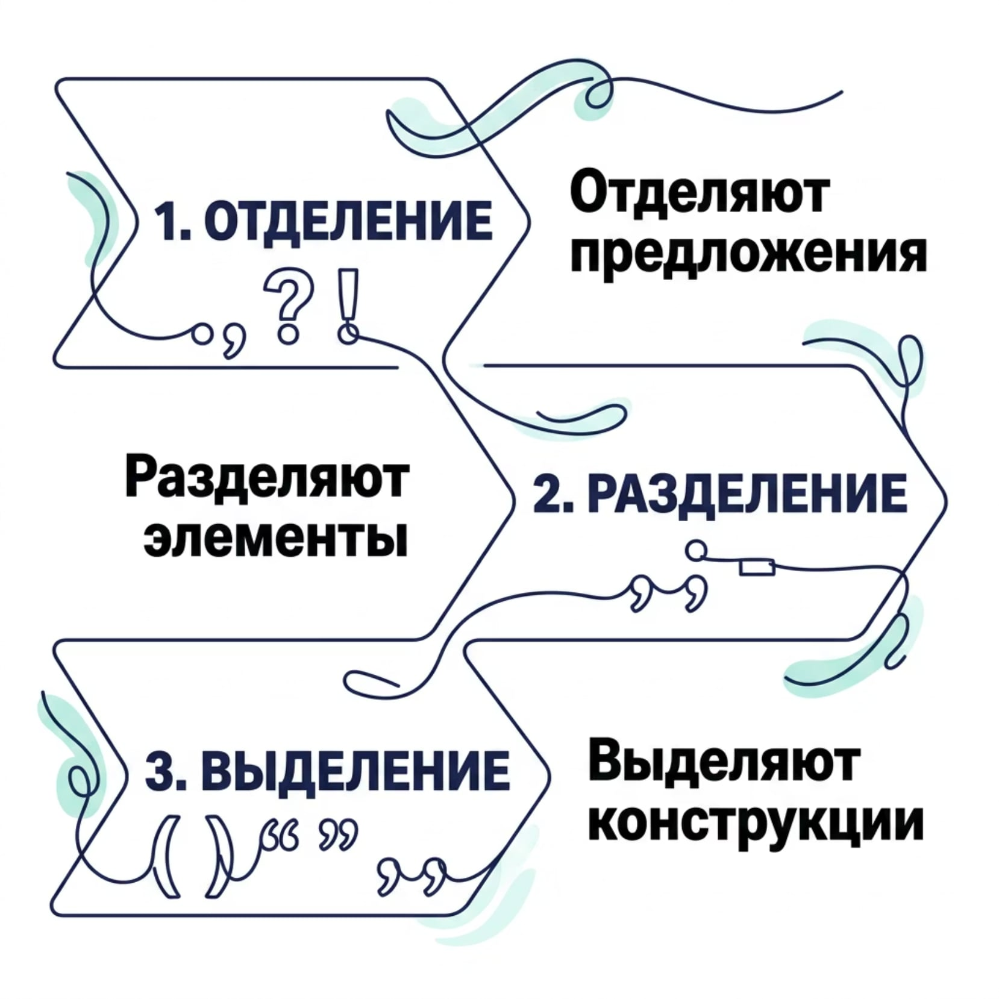 1. ОТДЕЛЕНИЕ
. , ? !
Отделяют
предложения
Разделяют
элементы
2. РАЗДЕЛЕНИЕ
, ,
3. ВЫДЕЛЕНИЕ
( ) “ ”
, ,
Выделяют
конструкции